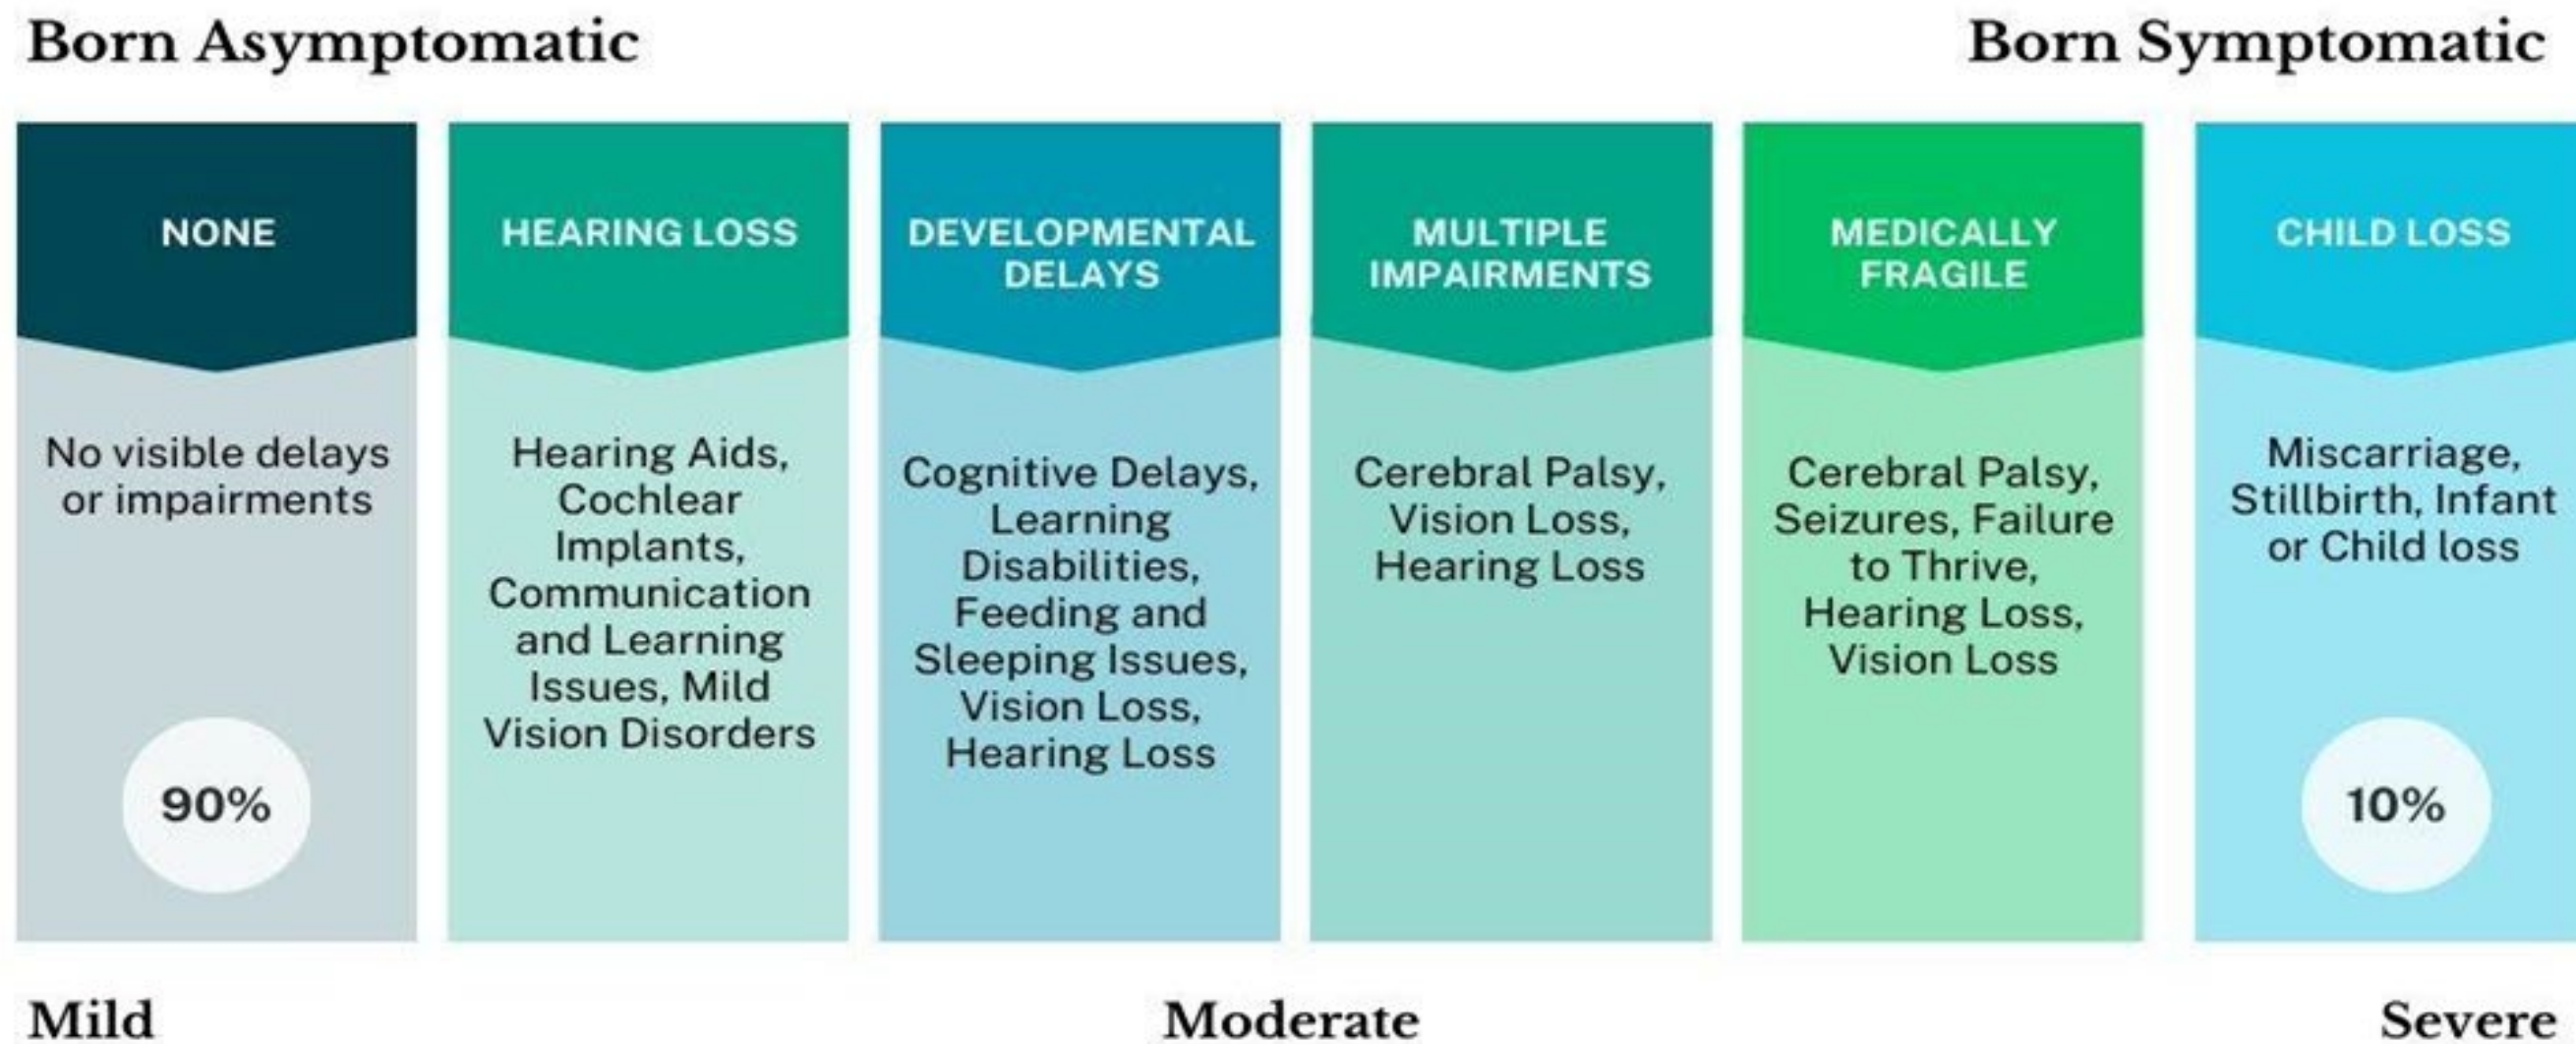 Born Asymptomatic
Born Symptomatic
NONE
No visible delays
or impairments
90%
HEARING LOSS
Hearing Aids,
Cochlear
Implants,
Communication
and Learning
Issues, Mild
Vision Disorders
DEVELOPMENTAL
DELAYS
Cognitive Delays,
Learning
Disabilities,
Feeding and
Sleeping Issues,
Vision Loss,
Hearing Loss
MULTIPLE
IMPAIRMENTS
Cerebral Palsy,
Vision Loss,
Hearing Loss
MEDICALLY
FRAGILE
Cerebral Palsy,
Seizures, Failure
to Thrive,
Hearing Loss,
Vision Loss
CHILD LOSS
Miscarriage,
Stillbirth, Infant
or Child loss
10%
Mild
Moderate
Severe